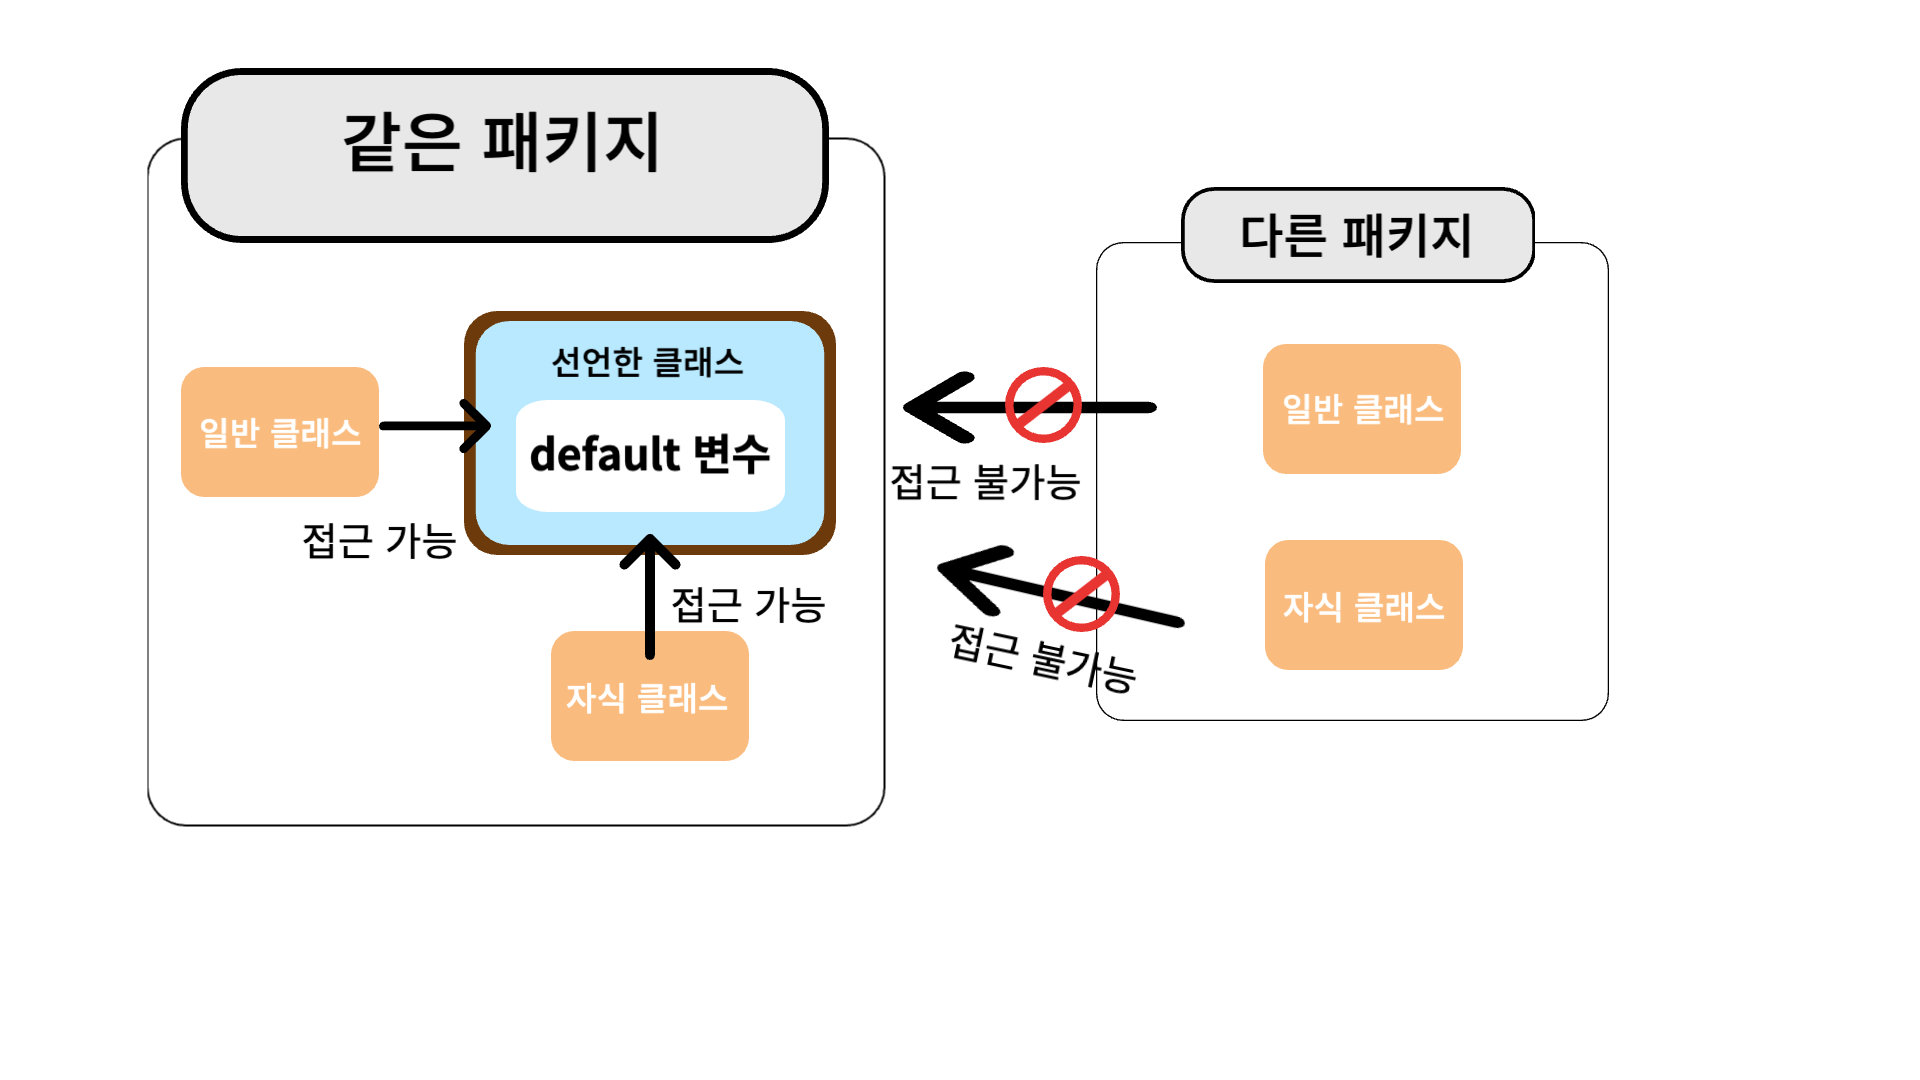 같은 패키지
선언한 클래스
일반 클래스
default 변수
접근 가능
접근 가능
자식 클래스
다른 패키지
일반 클래스
접근 불가능
자식 클래스
접근 불가능